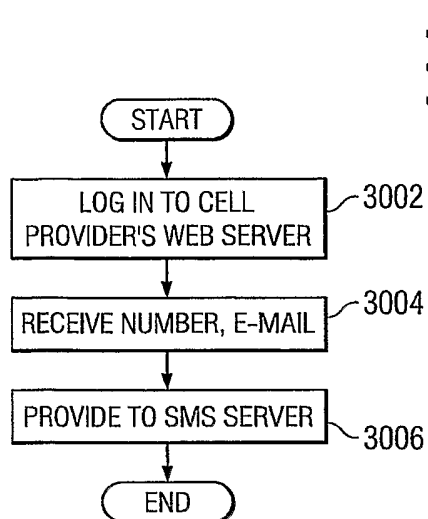 START
LOG IN TO CELL
PROVIDER'S WEB SERVER
3002
RECEIVE NUMBER, E-MAIL
3004
PROVIDE TO SMS SERVER
3006
END